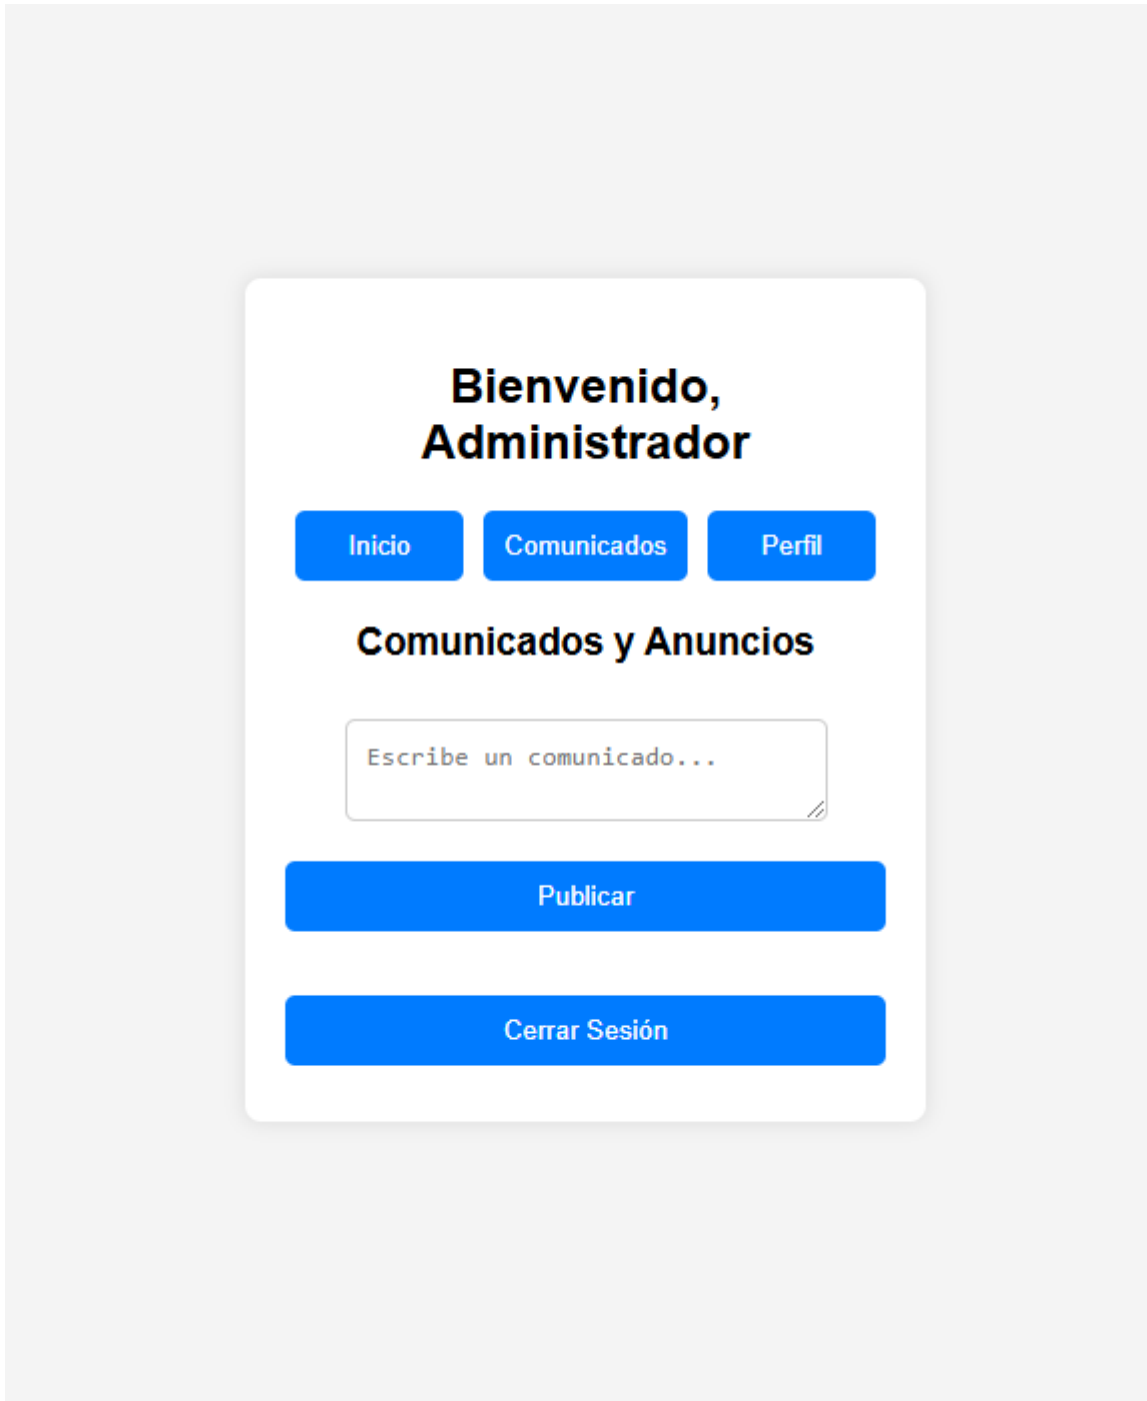 Bienvenido,
Administrador
Inicio Comunicados Perfil
Comunicados y Anuncios
Escribe un comunicado...
Publicar
Cerrar Sesión